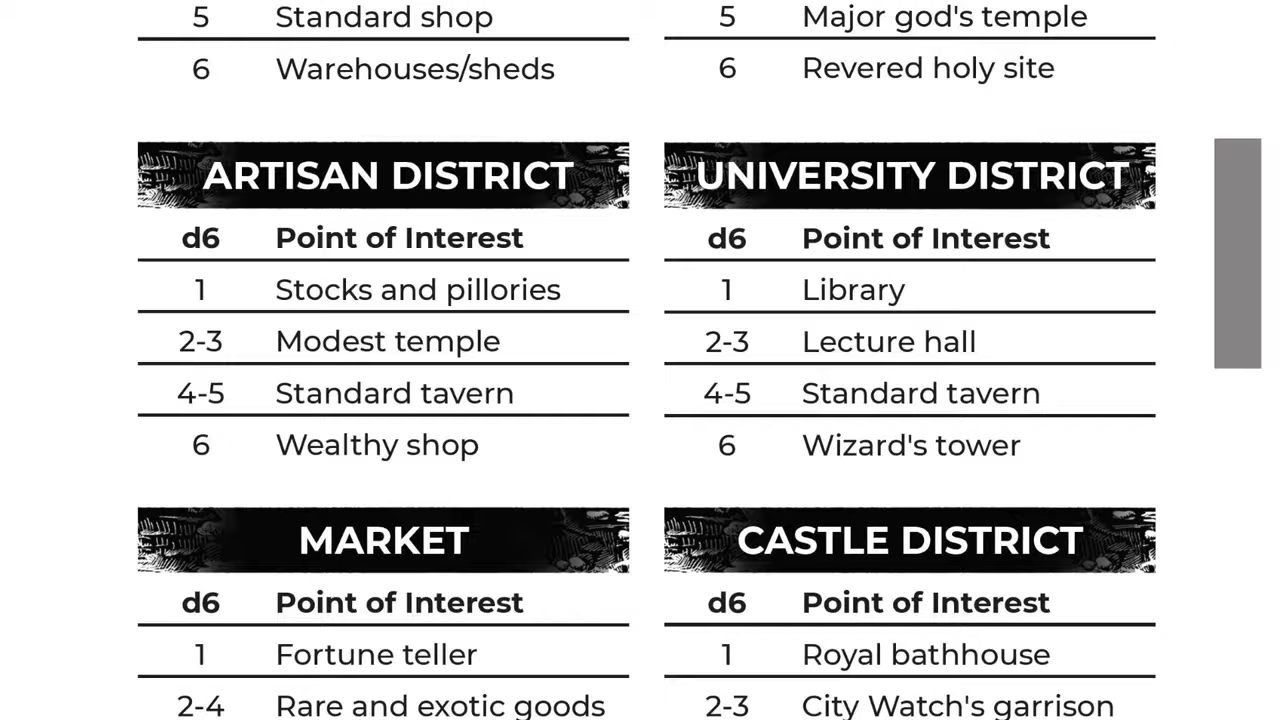 5 Standard shop
6 Warehouses/sheds
5 Major god's temple
6 Revered holy site
ARTISAN DISTRICT
d6 Point of Interest
1 Stocks and pillories
2-3 Modest temple
4-5 Standard tavern
6 Wealthy shop
UNIVERSITY DISTRICT
d6 Point of Interest
1 Library
2-3 Lecture hall
4-5 Standard tavern
6 Wizard's tower
MARKET
d6 Point of Interest
1 Fortune teller
2-4 Rare and exotic goods
CASTLE DISTRICT
d6 Point of Interest
1 Royal bathhouse
2-3 City Watch's garrison